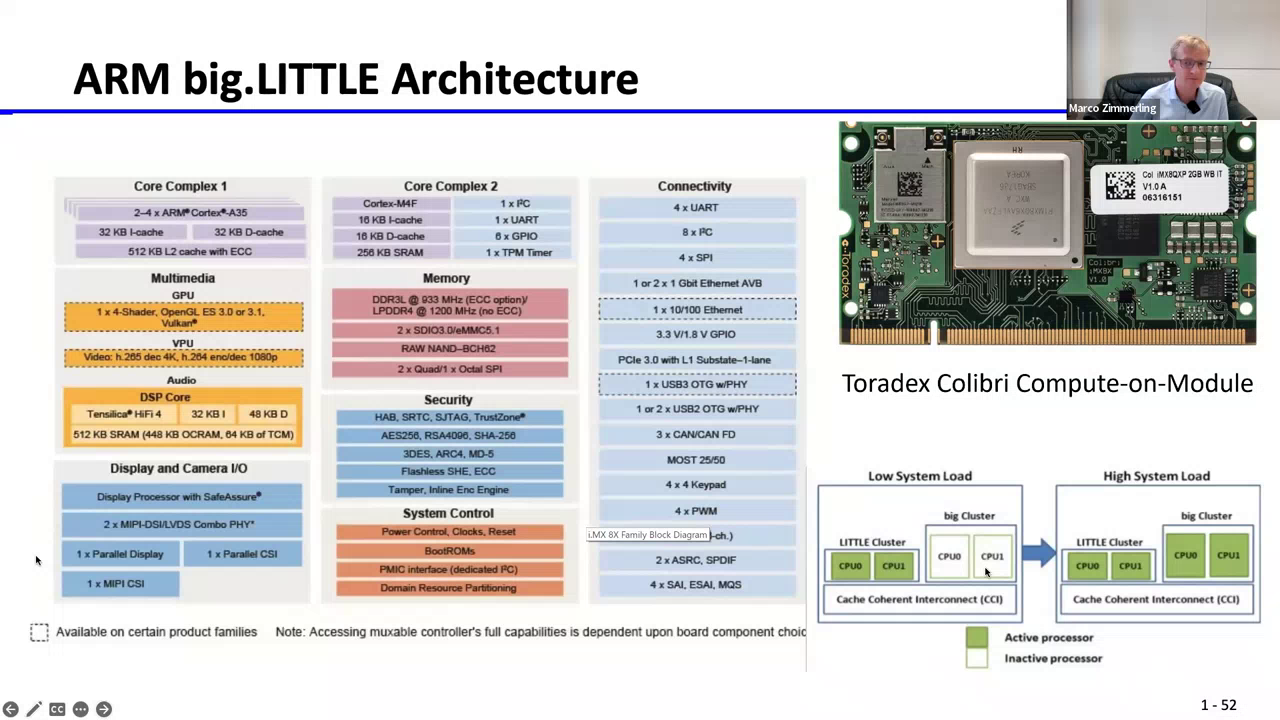 ARM big.LITTLE Architecture
Marco Zimmerling
Core Complex 1
2–4 x ARM® Cortex®-A35
32 KB I-cache
32 KB D-cache
512 KB L2 cache with ECC
Multimedia
GPU
1 x 4-Shader, OpenGL ES 3.0 or 3.1,
Vulkan®
VPU
Video: h.265 dec 4K, h.264 enc/dec 1080p
Audio
DSP Core
Tensilica® HiFi 4
32 KB I
48 KB D
512 KB SRAM (448 KB OCRAM, 64 KB of TCM)
Display and Camera I/O
Display Processor with SafeAssure®
2 x MIPI-DSI/LVDS Combo PHY*
1 x Parallel Display
1 x Parallel CSI
1 x MIPI CSI
Core Complex 2
Cortex-M4F
1 x I²C
16 KB I-cache
1 x UART
16 KB D-cache
6 x GPIO
256 KB SRAM
1 x TPM Timer
Memory
DDR3L @ 933 MHz (ECC option)/
LPDDR4 @ 1200 MHz (no ECC)
2 x SDIO3.0/eMMC5.1
RAW NAND–BCH62
2 x Quad/1 x Octal SPI
Security
HAB, SRTC, SJTAG, TrustZone®
AES256, RSA4096, SHA-256
3DES, ARC4, MD-5
Flashless SHE, ECC
Tamper, Inline Enc Engine
System Control
Power Control, Clocks, Reset
BootROMs
PMIC interface (dedicated I²C)
Domain Resource Partitioning
Connectivity
4 x UART
8 x I²C
4 x SPI
1 or 2 x 1 Gbit Ethernet AVB
1 x 10/100 Ethernet
3.3 V/1.8 V GPIO
PCIe 3.0 with L1 Substate–1-lane
1 x USB3 OTG w/PHY
1 or 2 x USB2 OTG w/PHY
3 x CAN/CAN FD
MOST 25/50
4 x 4 Keypad
4 x PWM
i.MX 8X Family Block Diagram
-ch.)
2 x ASRC, SPDIF
4 x SAI, ESAI, MQS
Available on certain product families
Note: Accessing muxable controller's full capabilities is dependent upon board component choic
Col iMX8QXP 2GB WB IT
V1.0 A
06316151
Toradex
Colibri
iMX8X
V1.0
Toradex Colibri Compute-on-Module
Low System Load
big Cluster
LITTLE Cluster
CPU0
CPU1
CPU0
CPU1
Cache Coherent Interconnect (CCI)
High System Load
big Cluster
LITTLE Cluster
CPU0
CPU1
CPU0
CPU1
Cache Coherent Interconnect (CCI)
Active processor
Inactive processor
CC
1 - 52